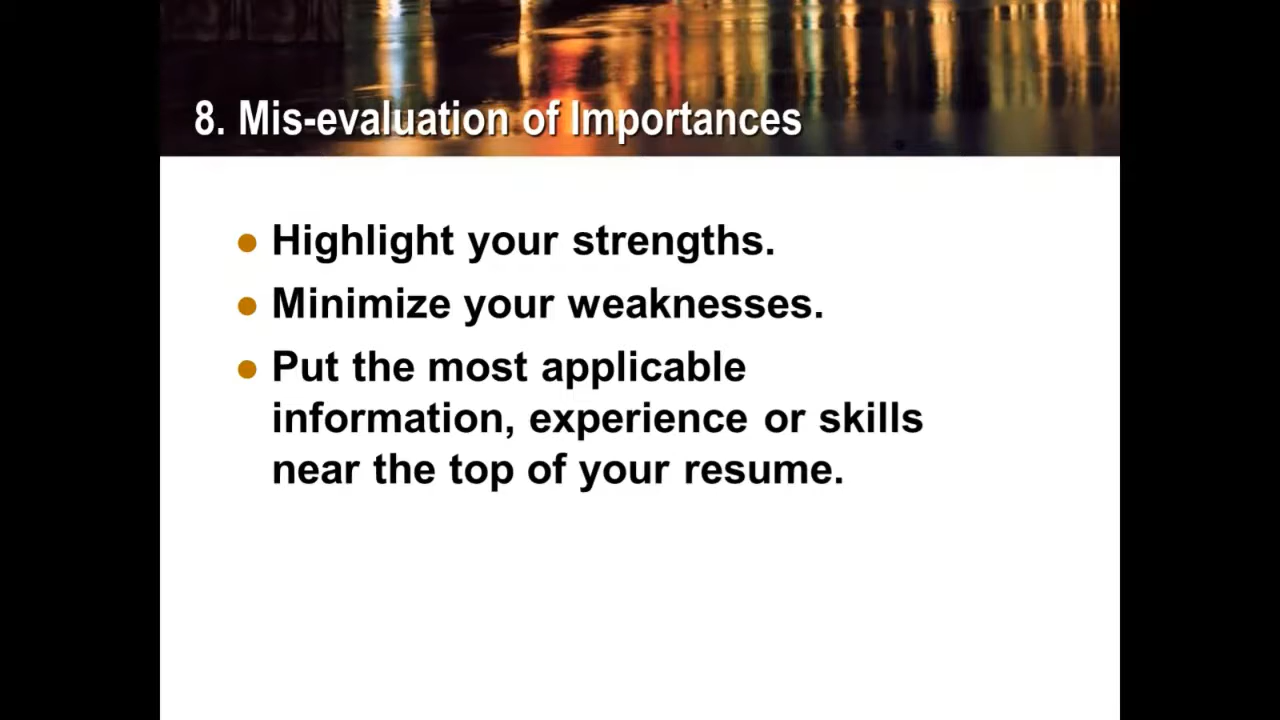 8. Mis-evaluation of Importances
Highlight your strengths.
Minimize your weaknesses.
Put the most applicable
information, experience or skills
near the top of your resume.